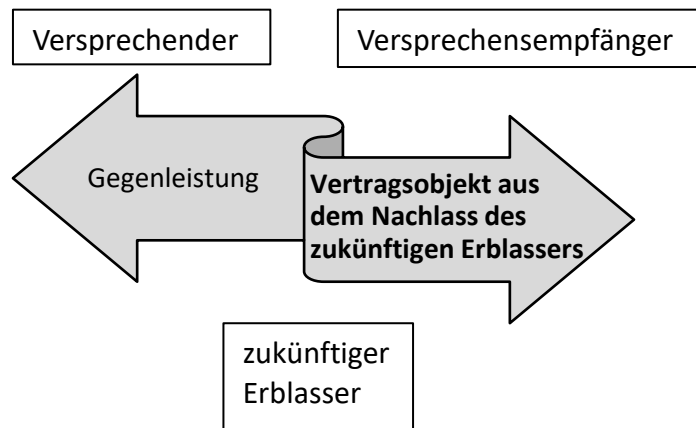 Versprechender
Versprechensempfänger
Gegenleistung
Vertragsobjekt aus
dem Nachlass des
zukünftigen Erblassers
zukünftiger
Erblasser